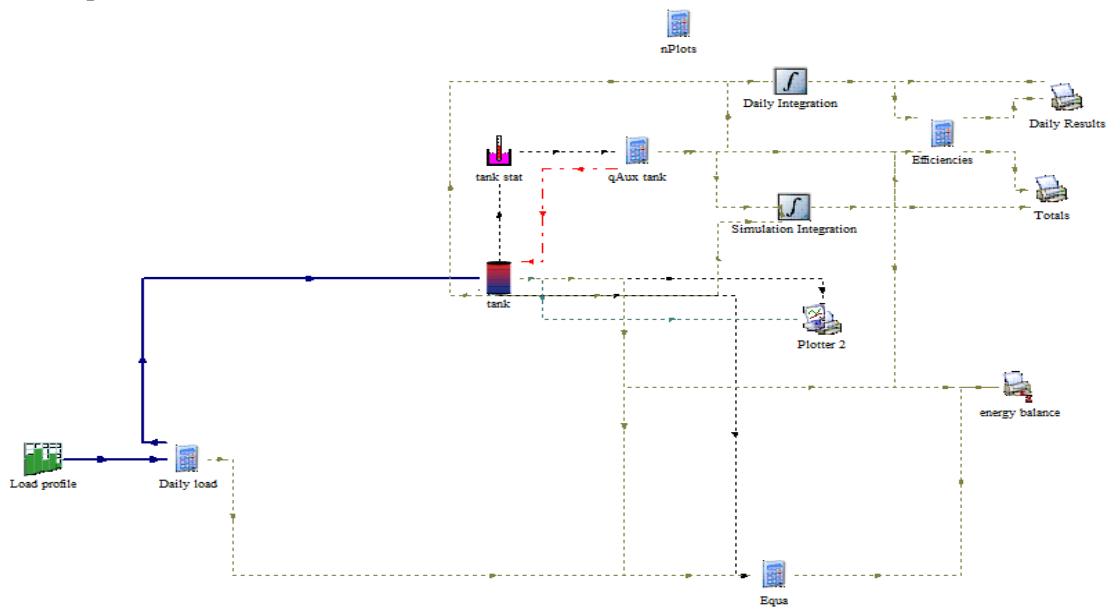 nPlots
Daily Integration
Daily Results
Efficiencies
tank stat
qAux tank
Totals
Simulation Integration
tank
Plotter 2
energy balance
Load profile
Daily load
Equa